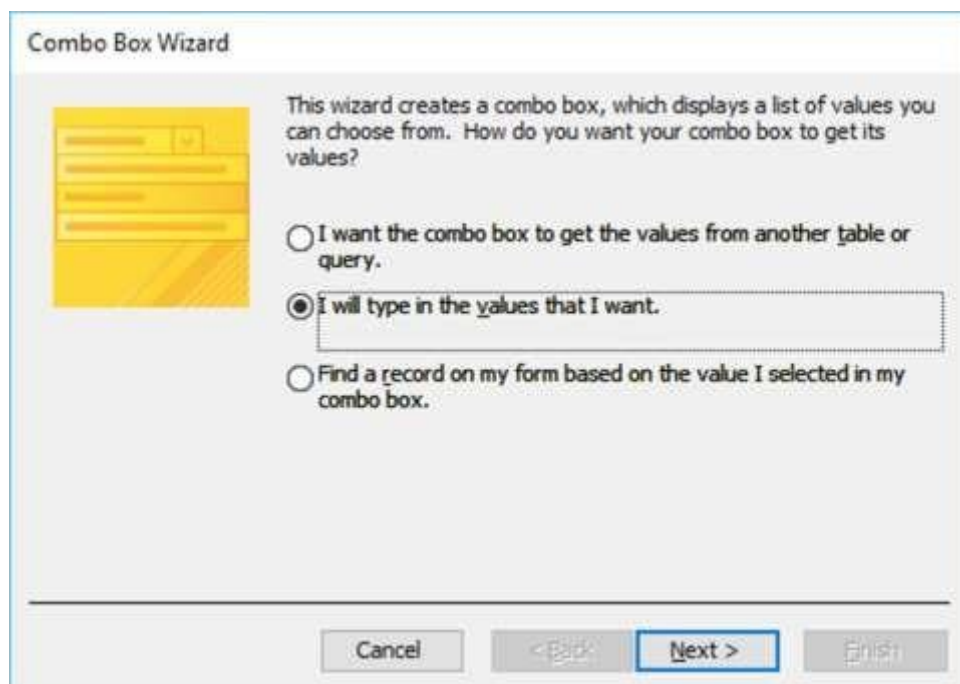 Combo Box Wizard
This wizard creates a combo box, which displays a list of values you
can choose from. How do you want your combo box to get its
values?
I want the combo box to get the values from another table or
query.
I will type in the values that I want.
Find a record on my form based on the value I selected in my
combo box.
Cancel < Back Next > Finish